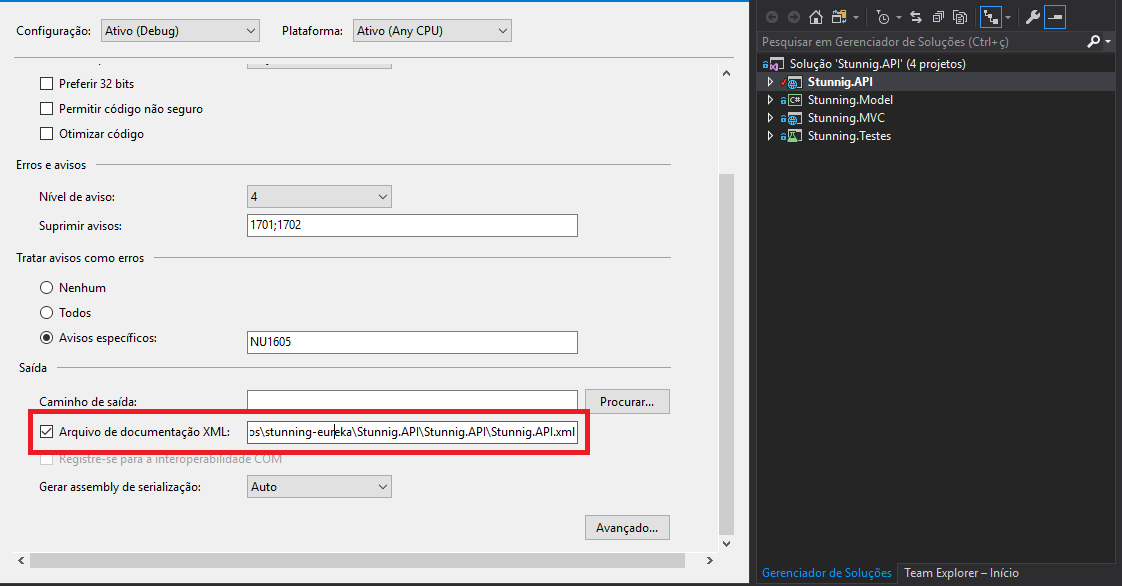 Configuração: Ativo (Debug) Plataforma: Ativo (Any CPU)
Preferir 32 bits
Permitir código não seguro
Otimizar código
Erros e avisos
Nível de aviso: 4
Suprimir avisos: 1701;1702
Tratar avisos como erros
Nenhum
Todos
Avisos específicos: NU1605
Saída
Caminho de saída: Procurar...
Arquivo de documentação XML: os\stunning-eureka\Stunnig.API\Stunnig.API\Stunnig.API.xml
Registre-se para a interoperabilidade COM
Gerar assembly de serialização: Auto
Avançado...
Pesquisar em Gerenciador de Soluções (Ctrl+ç)
Solução 'Stunnig.API' (4 projetos)
Stunnig.API
C# Stunning.Model
Stunning.MVC
Stunning.Testes
Gerenciador de Soluções Team Explorer – Início